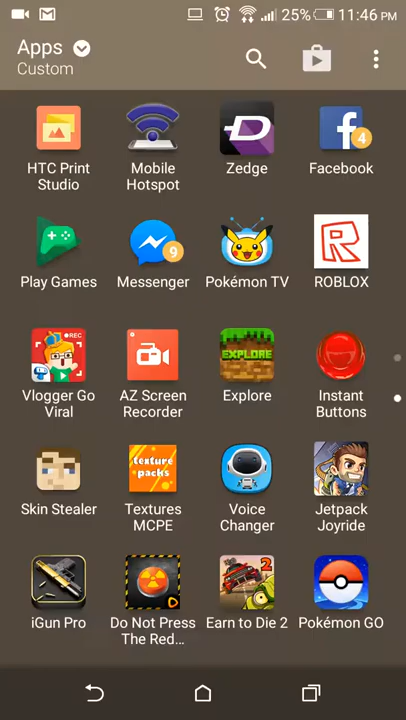 25% 11:46 PM
Apps
Custom
HTC Print Studio
Mobile Hotspot
Zedge
4
Facebook
Play Games
9
Messenger
Pokémon TV
ROBLOX
REC
Vlogger Go Viral
AZ Screen Recorder
EXPLORE
Explore
Instant Buttons
Skin Stealer
texture packs
Textures MCPE
Voice Changer
Jetpack Joyride
iGun Pro
Do Not Press The Red...
2
Earn to Die 2
Pokémon GO